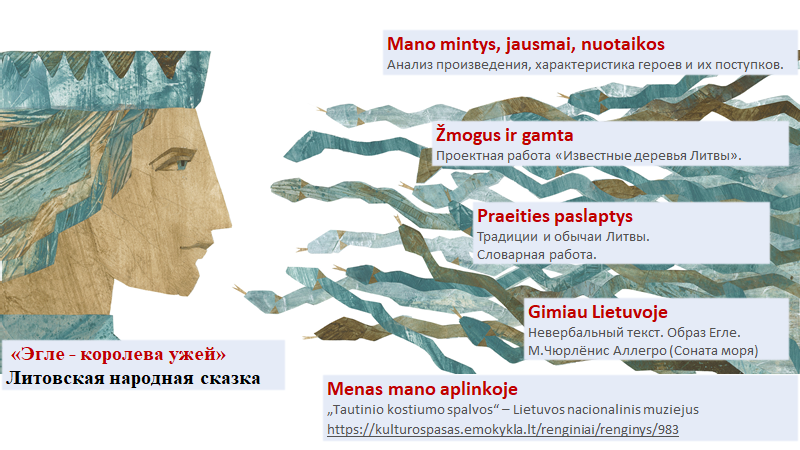 Mano mintys, jausmai, nuotaikos
Анализ произведения, характеристика героев и их поступков.
Žmogus ir gamta
Проектная работа «Известные деревья Литвы».
Praeities paslaptys
Традиции и обычаи Литвы.
Словарная работа.
Gimiau Lietuvoje
Невербальный текст. Образ Егле.
М.Чюрлёнис Аллегро (Соната моря)
«Эгле - королева ужей»
Литовская народная сказка
Menas mano aplinkoje
„Tautinio kostiumo spalvos“ – Lietuvos nacionalinis muziejus
https://kulturospasas.emokykla.lt/renginiai/renginys/983